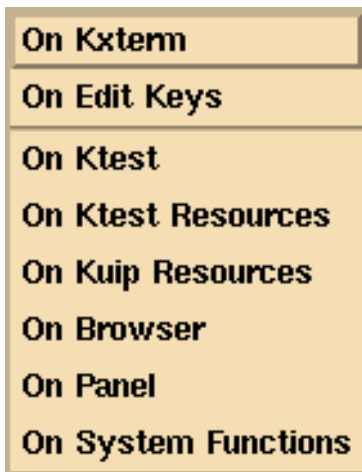 On Kxterm
On Edit Keys
On Ktest
On Ktest Resources
On Kuip Resources
On Browser
On Panel
On System Functions